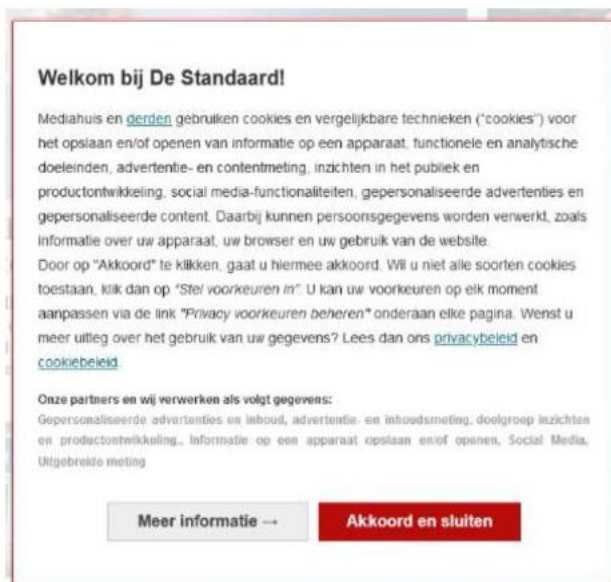 Welkom bij De Standaard!
Mediahuis en derden gebruiken cookies en vergelijkbare technieken ("cookies") voor
het opslaan en/of openen van informatie op een apparaat, functionele en analytische
doeleinden, advertentie- en contentmeting, inzichten in het publiek en
productontwikkeling, social media-functionaliteiten, gepersonaliseerde advertenties en
gepersonaliseerde content. Daarbij kunnen persoonsgegevens worden verwerkt, zoals
informatie over uw apparaat, uw browser en uw gebruik van de website.
Door op "Akkoord" te klikken, gaat u hiermee akkoord. Wil u niet alle soorten cookies
toestaan, klik dan op "Stel voorkeuren in". U kan uw voorkeuren op elk moment
aanpassen via de link "Privacy voorkeuren beheren" onderaan elke pagina. Wenst u
meer uitleg over het gebruik van uw gegevens? Lees dan ons privacybeleid en
cookiebeleid.
Onze partners en wij verwerken als volgt gegevens:
Gepersonaliseerde advertenties en inhoud, advertentie- en inhoudsmeting, doelgroep inzichten
en productontwikkeling., Informatie op een apparaat opslaan en/of openen, Social Media,
Uitgebreide meting
Meer informatie →
Akkoord en sluiten